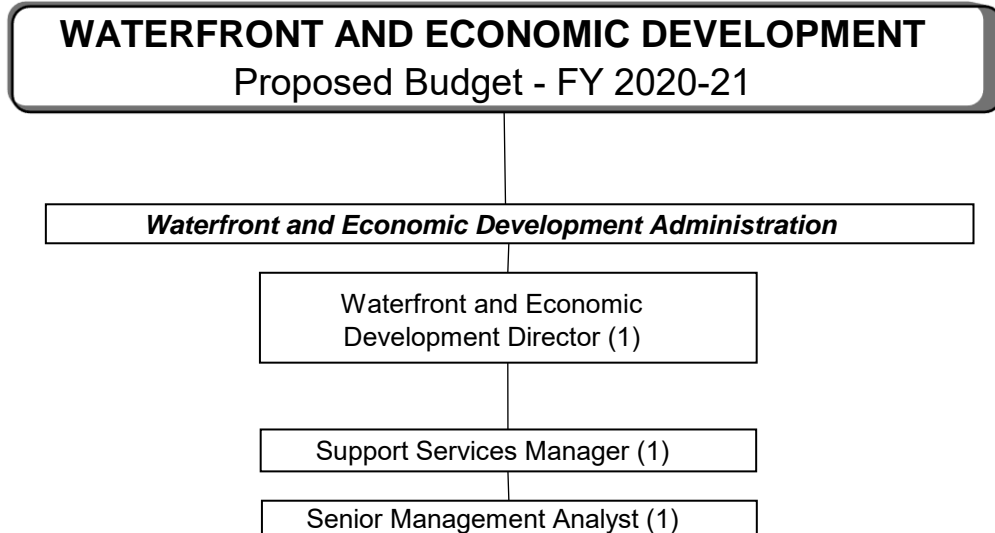 WATERFRONT AND ECONOMIC DEVELOPMENT
Proposed Budget - FY 2020-21
Waterfront and Economic Development Administration
Waterfront and Economic
Development Director (1)
Support Services Manager (1)
Senior Management Analyst (1)